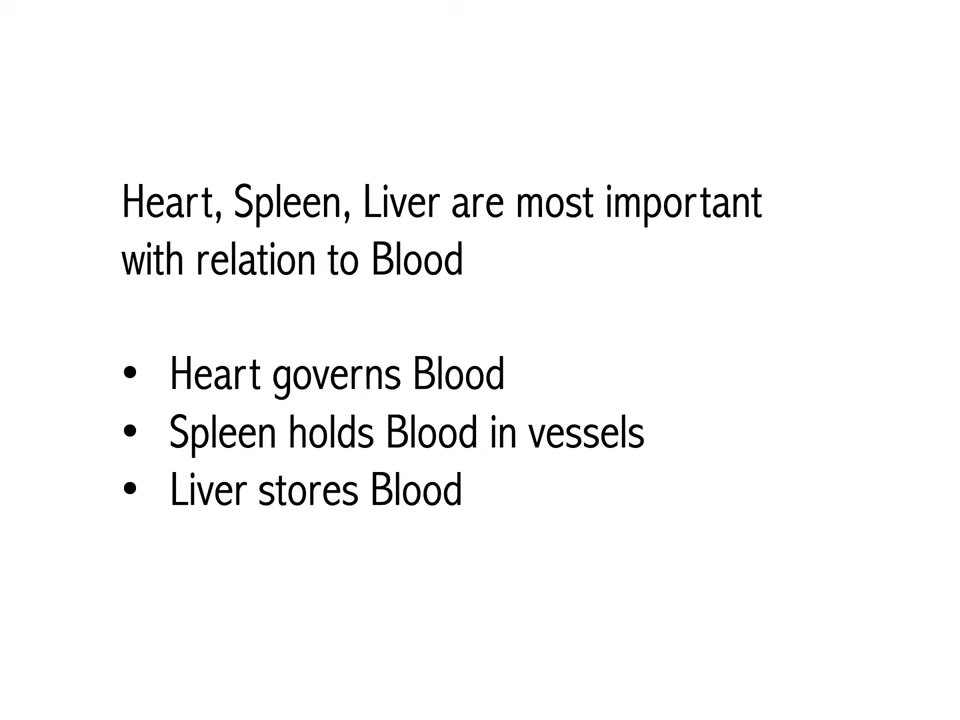 Heart, Spleen, Liver are most important
with relation to Blood
• Heart governs Blood
• Spleen holds Blood in vessels
• Liver stores Blood